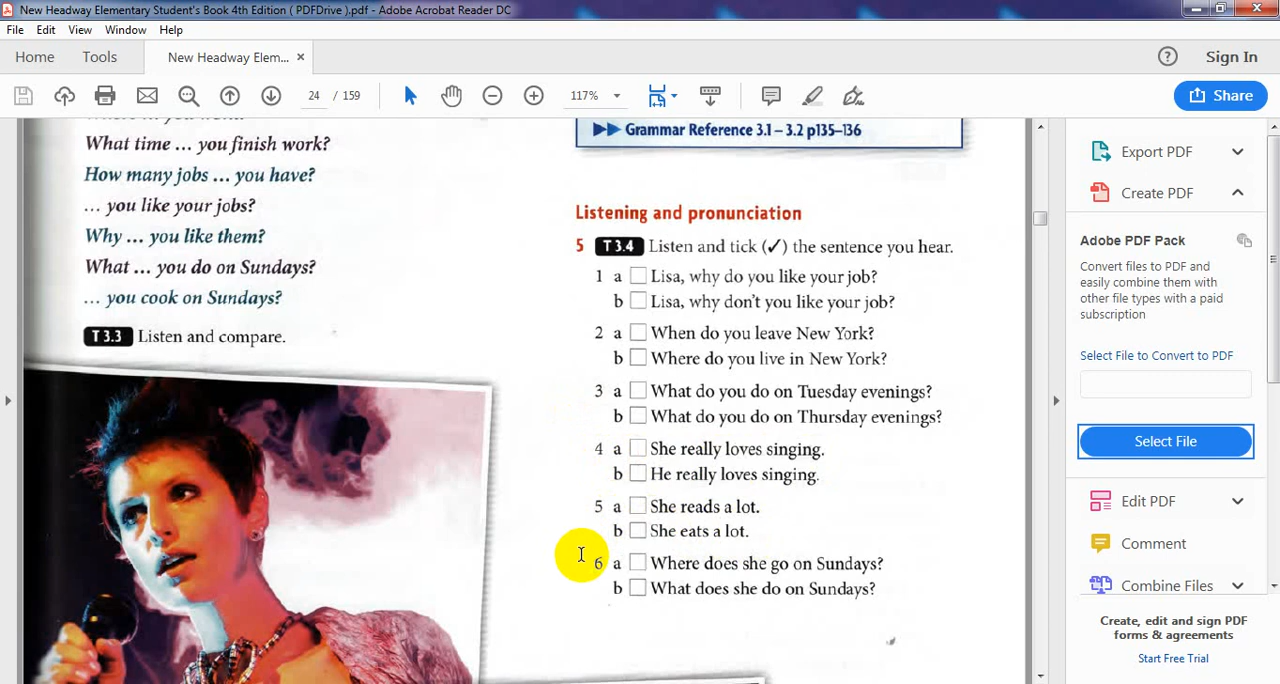 New Headway Elementary Student's Book 4th Edition ( PDFDrive ).pdf - Adobe Acrobat Reader DC
File Edit View Window Help
Home Tools New Headway Elem... ×
? Sign In
24 / 159 117% Share
What time ... you finish work?
How many jobs ... you have?
... you like your jobs?
Why ... you like them?
What ... you do on Sundays?
... you cook on Sundays?
T 3.3 Listen and compare.
Grammar Reference 3.1 – 3.2 p135–136
Listening and pronunciation
5 T 3.4 Listen and tick (✓) the sentence you hear.
1 a Lisa, why do you like your job?
b Lisa, why don't you like your job?
2 a When do you leave New York?
b Where do you live in New York?
3 a What do you do on Tuesday evenings?
b What do you do on Thursday evenings?
4 a She really loves singing.
b He really loves singing.
5 a She reads a lot.
b She eats a lot.
6 a Where does she go on Sundays?
b What does she do on Sundays?
Export PDF
Create PDF
Adobe PDF Pack
Convert files to PDF and
easily combine them with
other file types with a paid
subscription
Select File to Convert to PDF
Select File
Edit PDF
Comment
Combine Files
Create, edit and sign PDF
forms & agreements
Start Free Trial